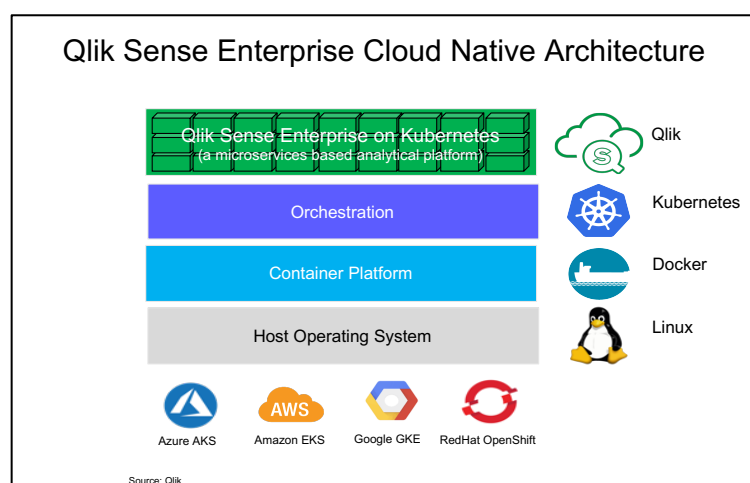 Qlik Sense Enterprise Cloud Native Architecture
Qlik Sense Enterprise on Kubernetes
(a microservices based analytical platform)
S
Qlik
Orchestration
Kubernetes
Container Platform
Docker
Host Operating System
Linux
AWS
Azure AKS
Amazon EKS
Google GKE
RedHat OpenShift
Source: Qlik